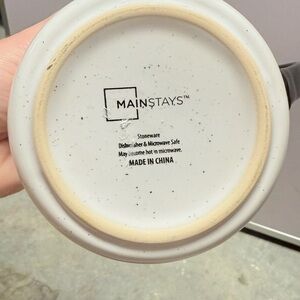 MAINSTAYS™
Stoneware
Dishwasher & Microwave Safe
May become hot in microwave.
MADE IN CHINA